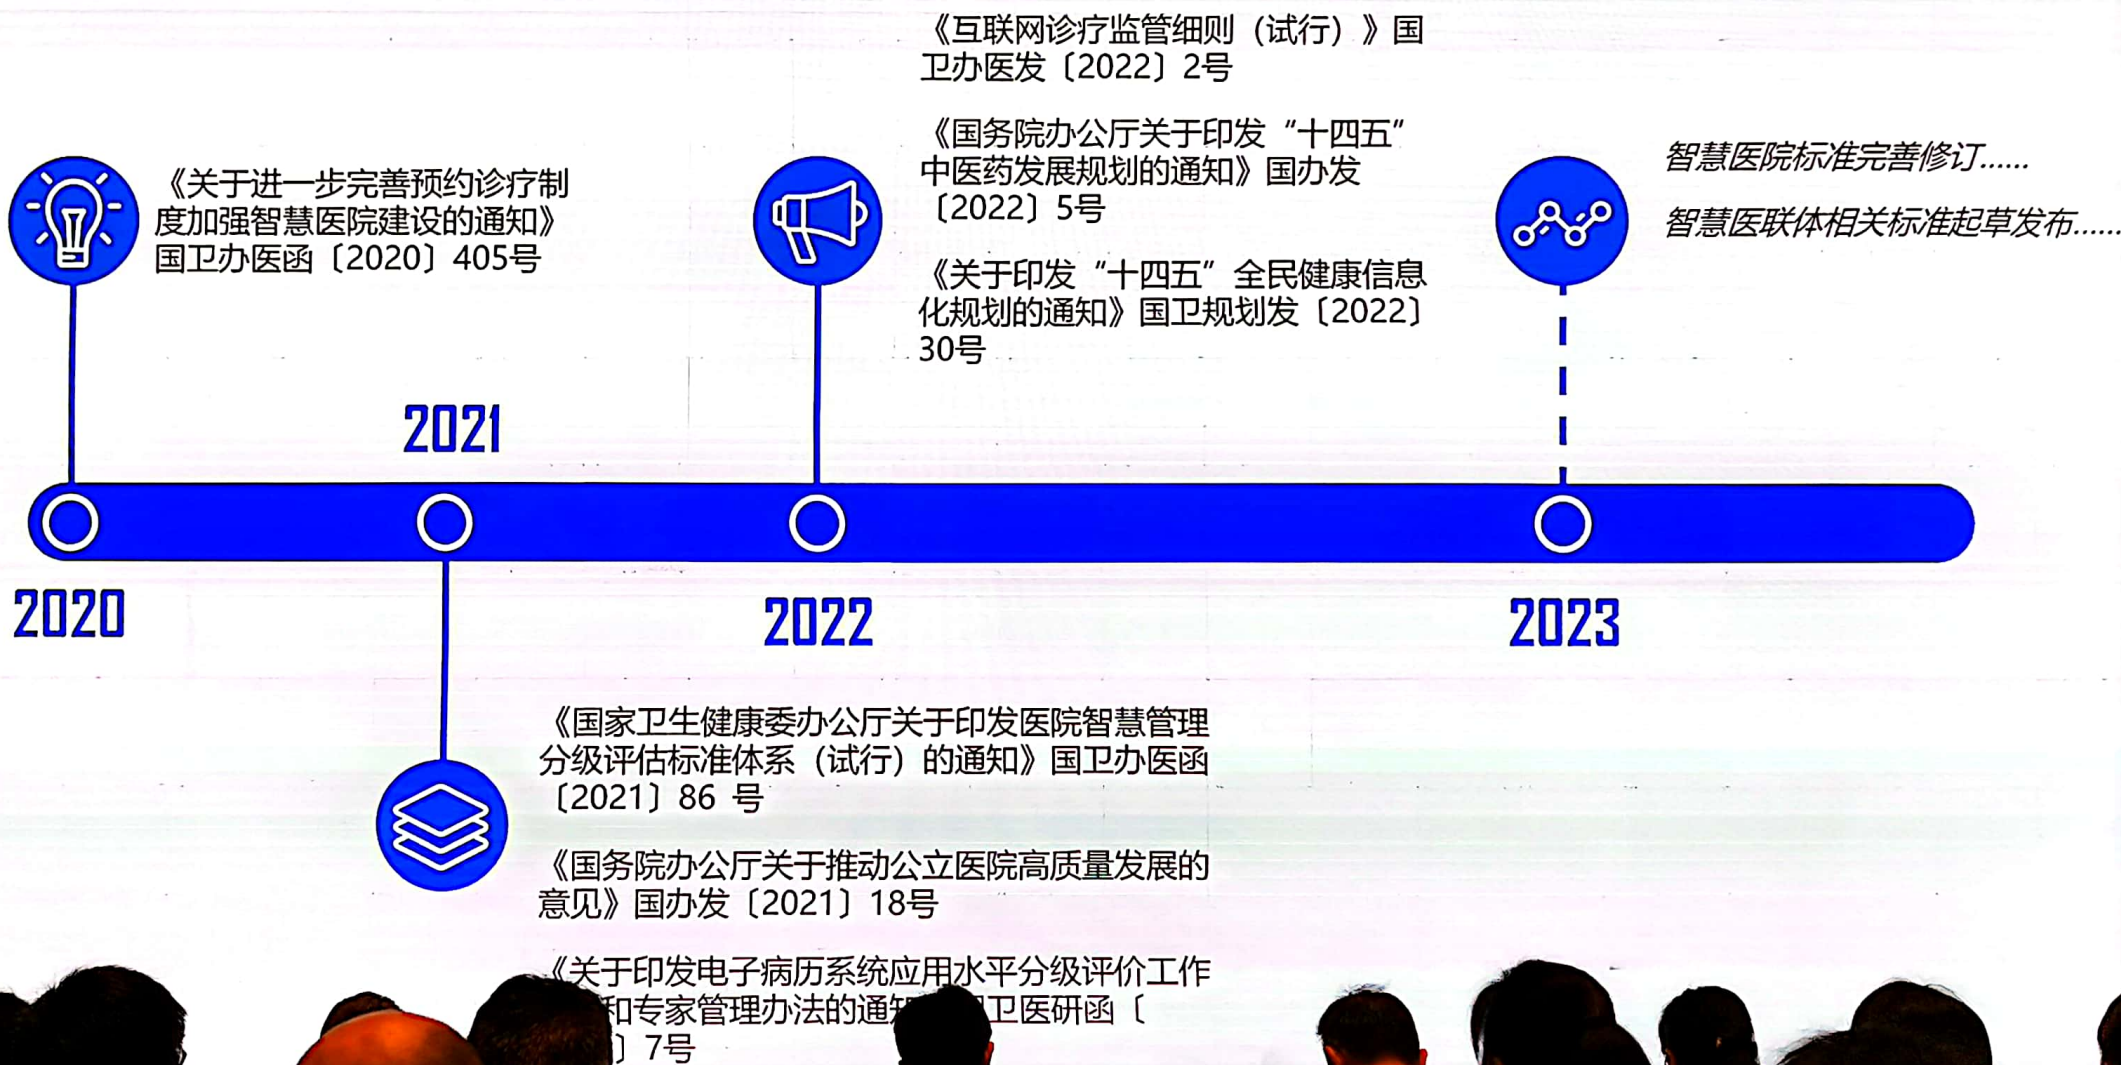 《关于进一步完善预约诊疗制
度加强智慧医院建设的通知》
国卫办医函〔2020〕405号
《互联网诊疗监管细则（试行）》国
卫办医发〔2022〕2号
《国务院办公厅关于印发“十四五”
中医药发展规划的通知》国办发
〔2022〕5号
《关于印发“十四五”全民健康信息
化规划的通知》国卫规划发〔2022〕
30号
智慧医院标准完善修订......
智慧医联体相关标准起草发布......
2021
2020
2022
2023
《国家卫生健康委办公厅关于印发医院智慧管理
分级评估标准体系（试行）的通知》国卫办医函
〔2021〕86 号
《国务院办公厅关于推动公立医院高质量发展的
意见》国办发〔2021〕18号
《关于印发电子病历系统应用水平分级评价工作
和专家管理办法的通 卫医研函〔
〕7号